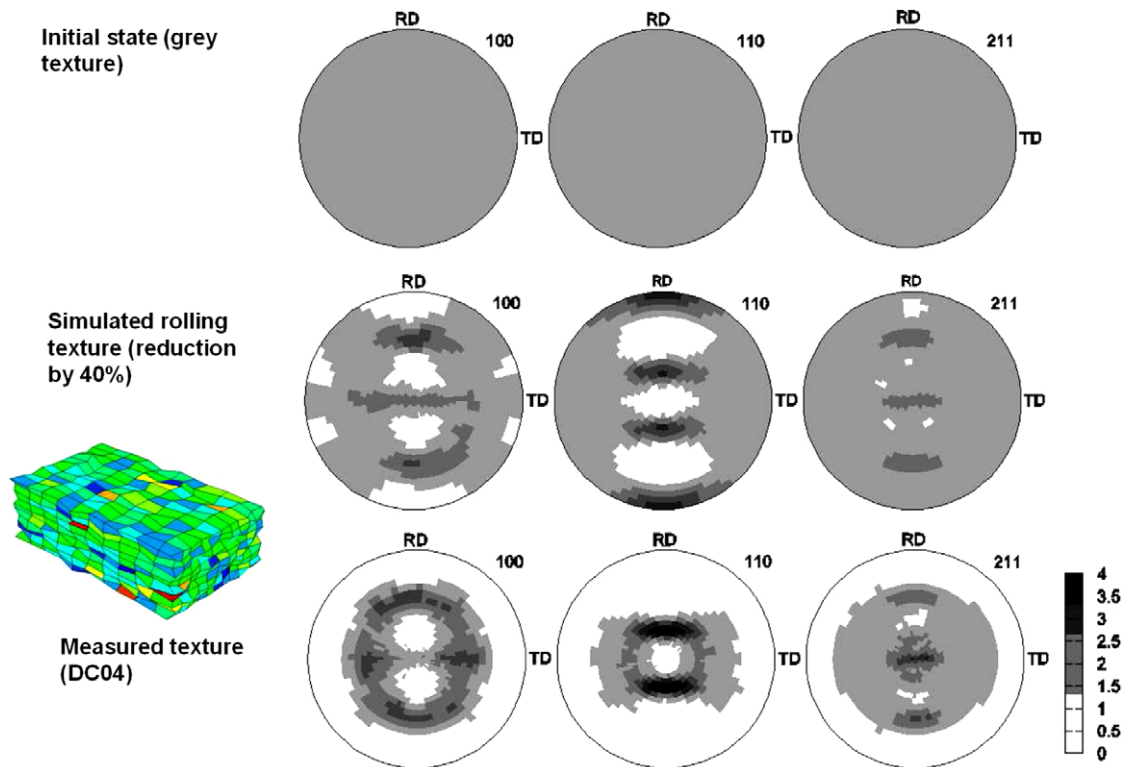 Initial state (grey
texture)
RD
100
TD
RD
110
TD
RD
211
TD
Simulated rolling
texture (reduction
by 40%)
RD
100
TD
RD
110
TD
RD
211
TD
Measured texture
(DC04)
RD
100
TD
RD
110
TD
RD
211
TD
4
3.5
3
2.5
2
1.5
1
0.5
0